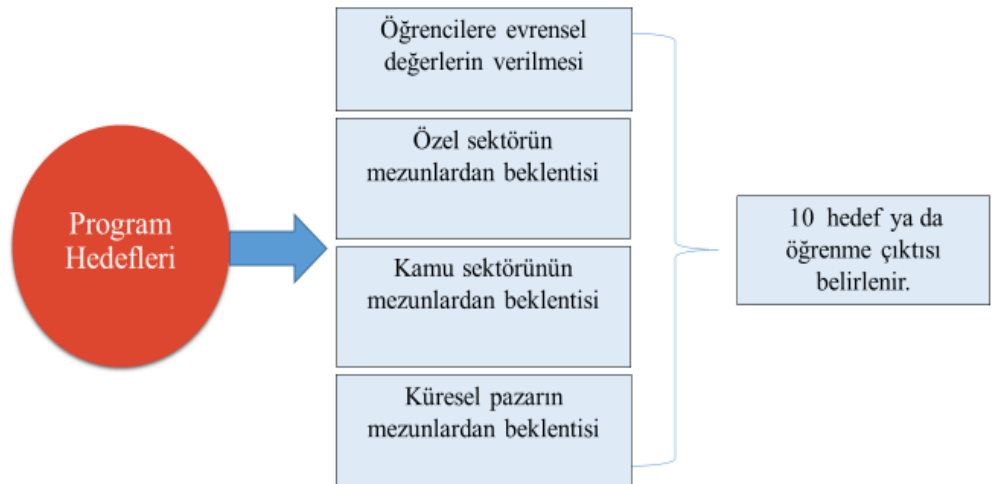 Program
Hedefleri
Öğrencilere evrensel
değerlerin verilmesi
Özel sektörün
mezunlardan beklentisi
Kamu sektörünün
mezunlardan beklentisi
Küresel pazarın
mezunlardan beklentisi
10 hedef ya da
öğrenme çıktısı
belirlenir.